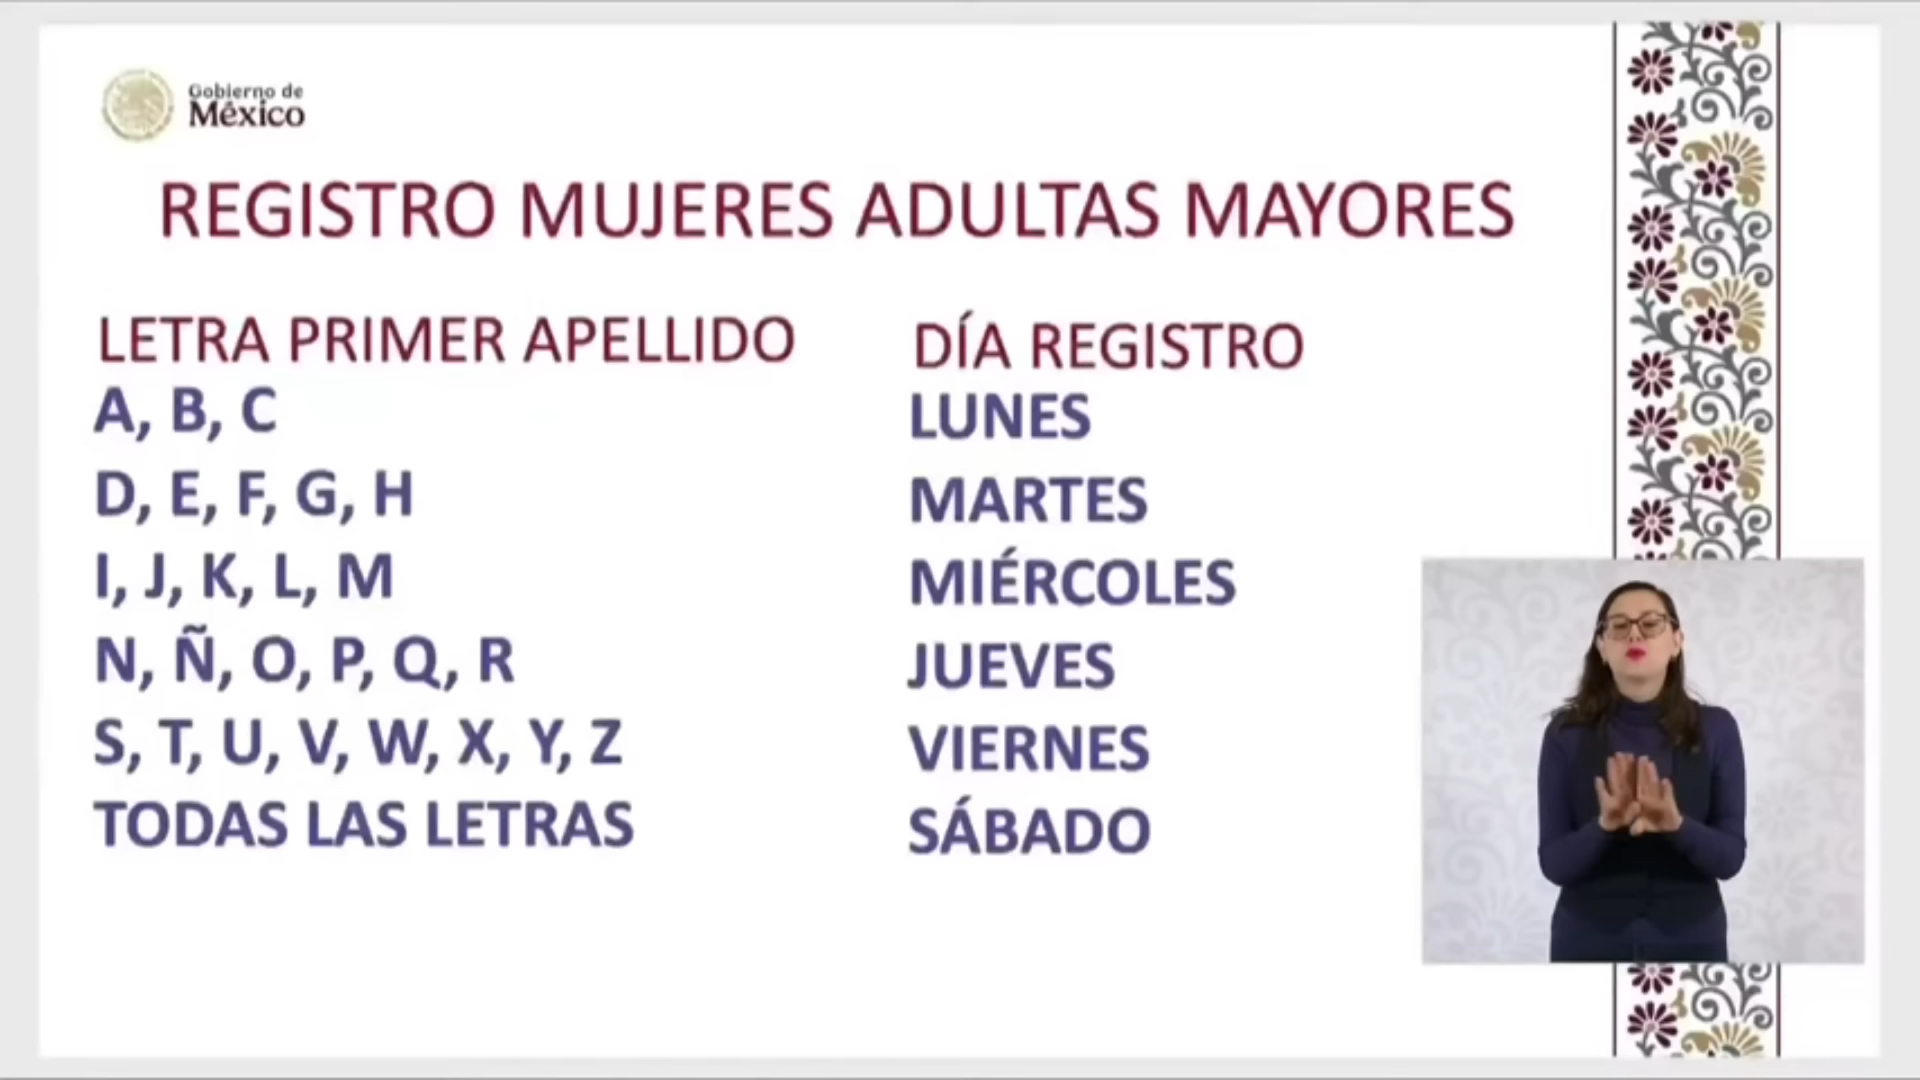 Gobierno de
México
REGISTRO MUJERES ADULTAS MAYORES
LETRA PRIMER APELLIDO DÍA REGISTRO
A, B, C LUNES
D, E, F, G, H MARTES
I, J, K, L, M MIÉRCOLES
N, Ñ, O, P, Q, R JUEVES
S, T, U, V, W, X, Y, Z VIERNES
TODAS LAS LETRAS SÁBADO